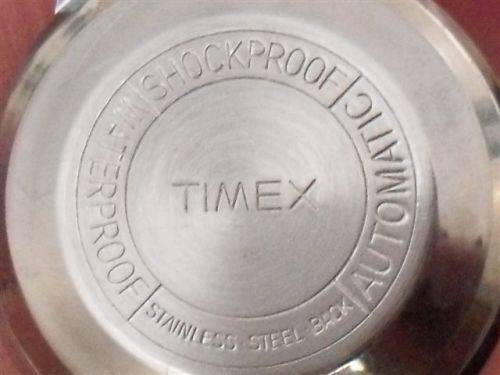 SHOCKPROOF
AUTOMATIC
STAINLESS STEEL BACK
WATERPROOF
TIMEX